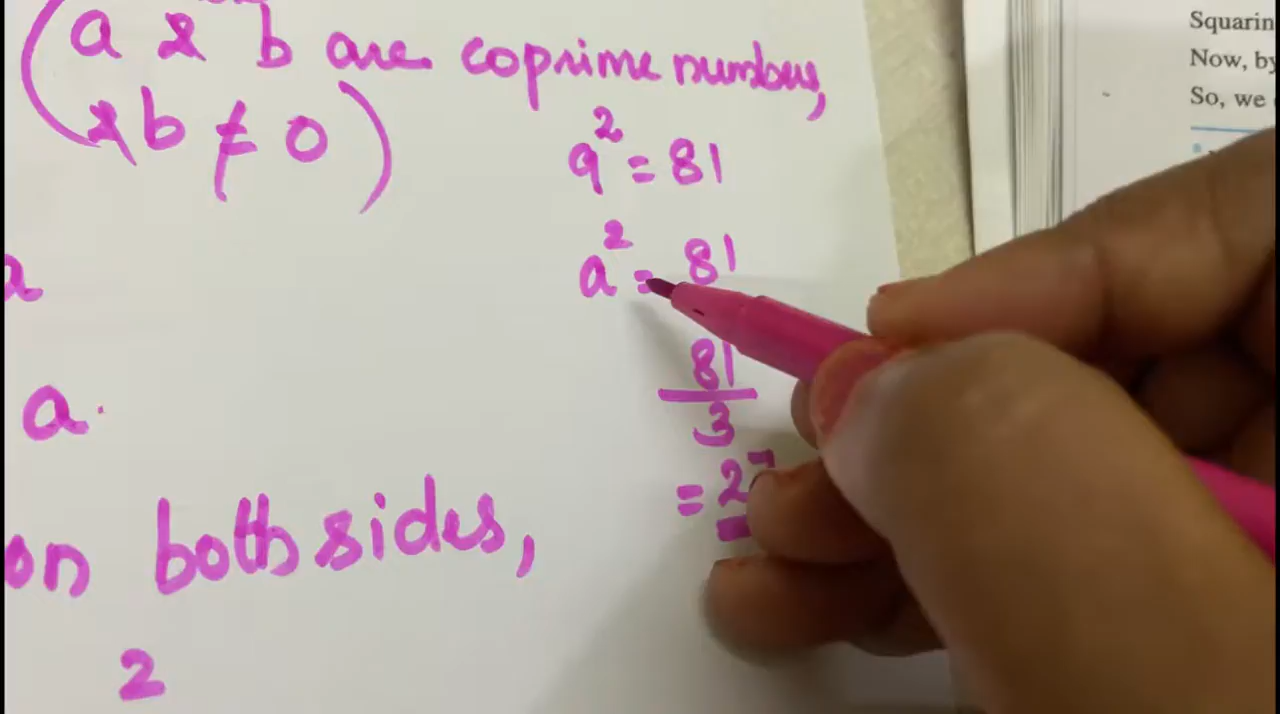 (a & b are coprime numbers,
& b ≠ 0)
9² = 81
a² = 81
81
3
= 27
a
a.
on both sides,
2
Squarin
Now, by
So, we